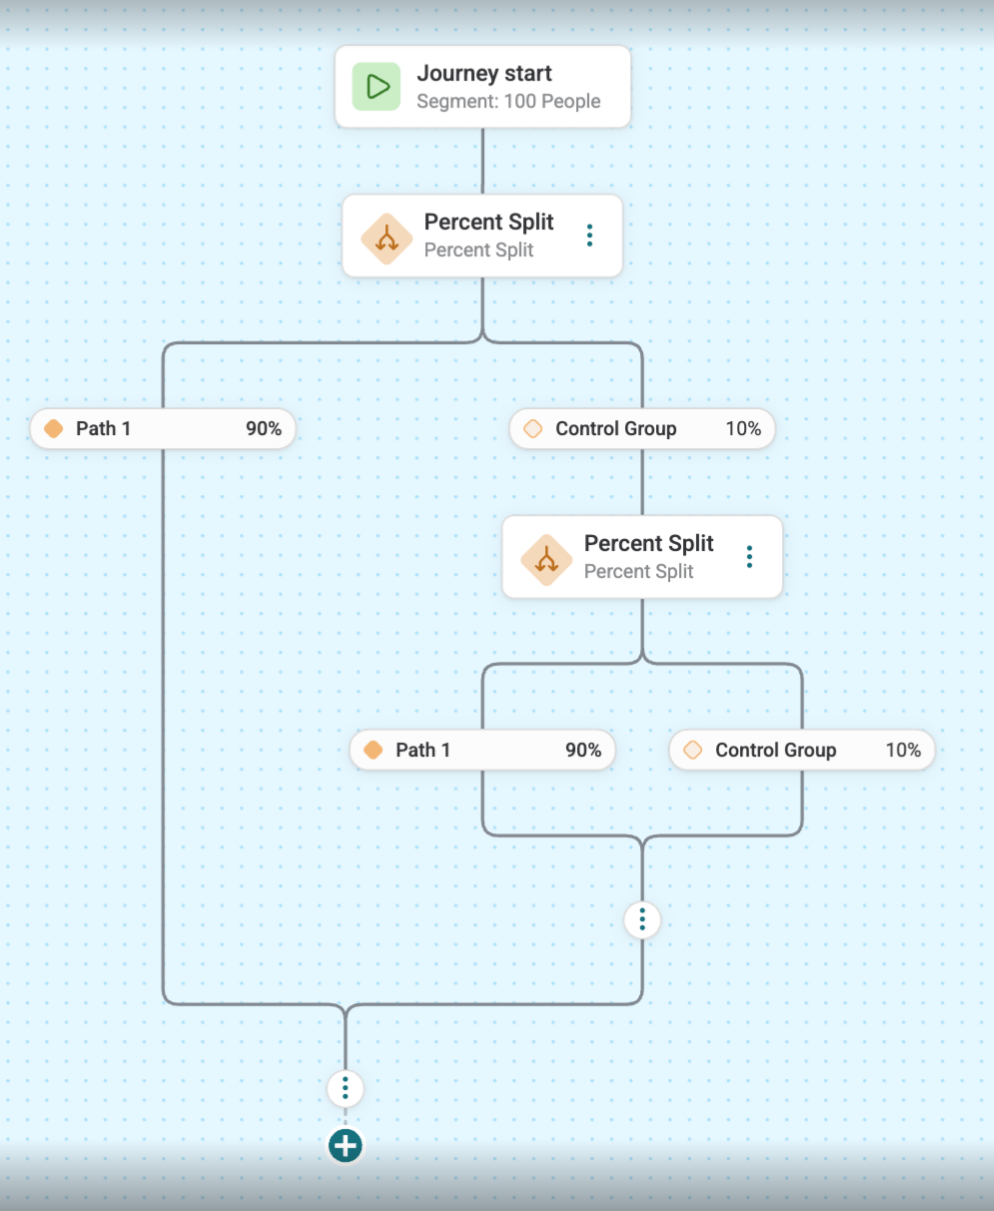 Journey start
Segment: 100 People
Percent Split
Percent Split
Path 1 90%
Control Group 10%
Percent Split
Percent Split
Path 1 90%
Control Group 10%